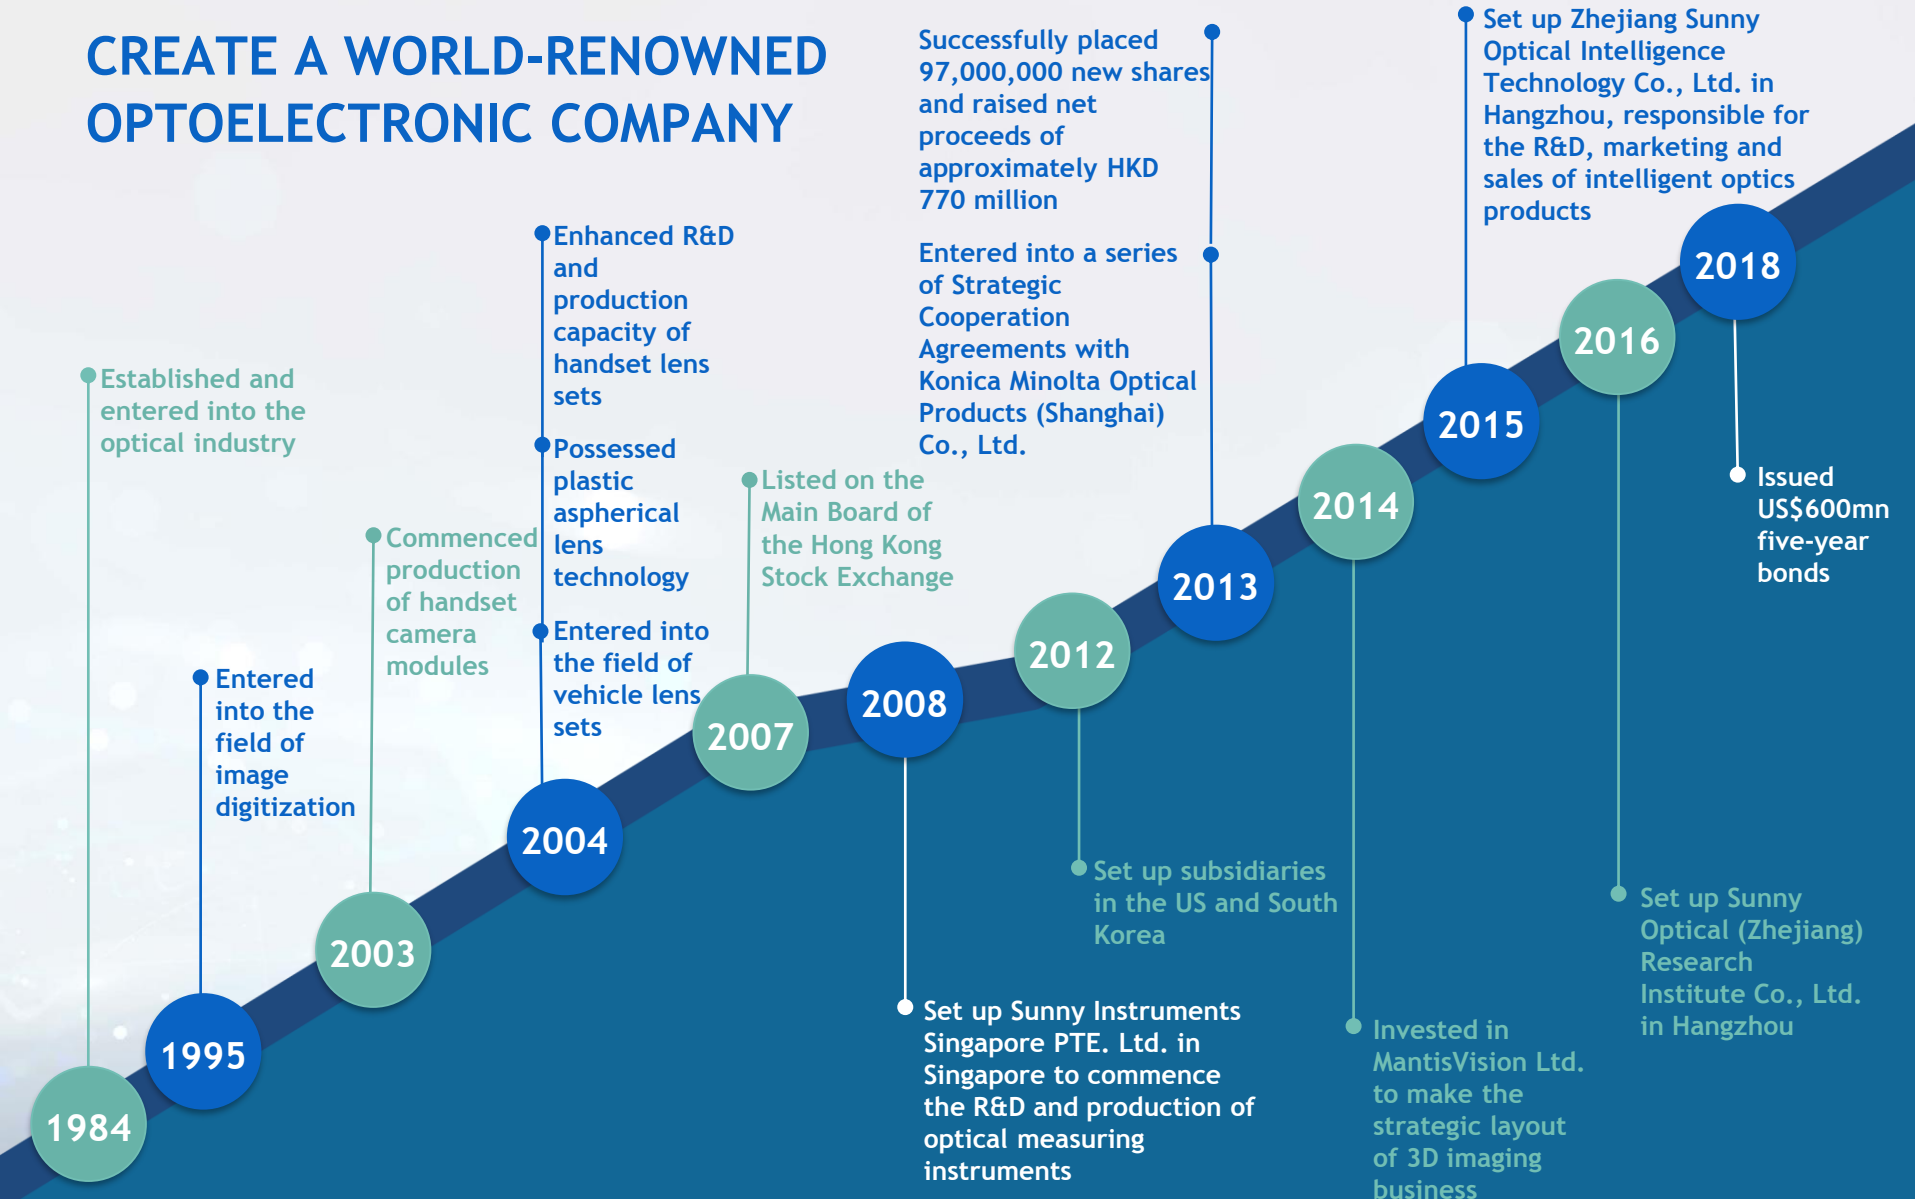 CREATE A WORLD-RENOWNED
OPTOELECTRONIC COMPANY
Established and
entered into the
optical industry
1984
Entered
into the
field of
image
digitization
1995
Commenced
production
of handset
camera
modules
2003
Enhanced R&D
and
production
capacity of
handset lens
sets
Possessed
plastic
aspherical
lens
technology
Entered into
the field of
vehicle lens
sets
2004
Listed on the
Main Board of
the Hong Kong
Stock Exchange
2007
2008
Set up Sunny Instruments
Singapore PTE. Ltd. in
Singapore to commence
the R&D and production of
optical measuring
instruments
2012
Set up subsidiaries
in the US and South
Korea
Successfully placed
97,000,000 new shares
and raised net
proceeds of
approximately HKD
770 million
Entered into a series
of Strategic
Cooperation
Agreements with
Konica Minolta Optical
Products (Shanghai)
Co., Ltd.
2013
2014
Invested in
MantisVision Ltd.
to make the
strategic layout
of 3D imaging
business
Set up Zhejiang Sunny
Optical Intelligence
Technology Co., Ltd. in
Hangzhou, responsible for
the R&D, marketing and
sales of intelligent optics
products
2015
2016
Set up Sunny
Optical (Zhejiang)
Research
Institute Co., Ltd.
in Hangzhou
2018
Issued
US$600mn
five-year
bonds